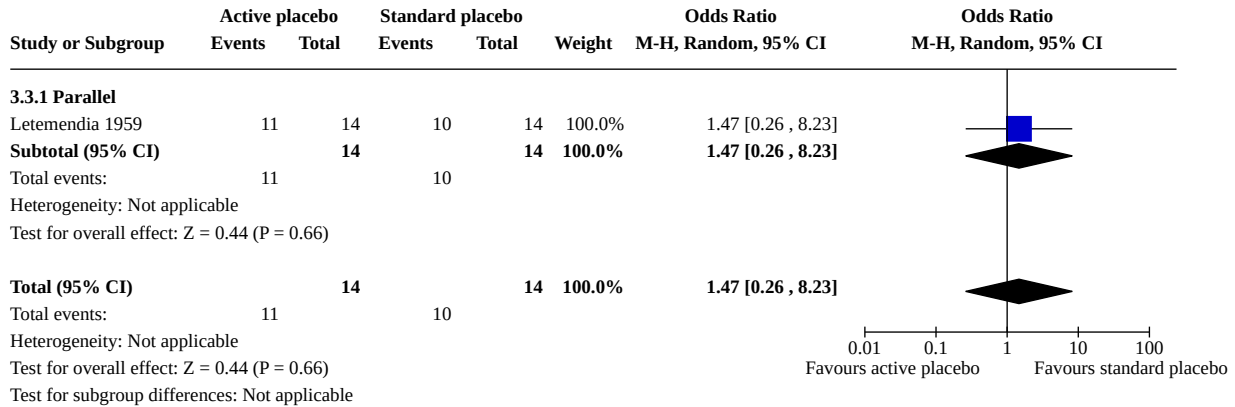 Active placebo Standard placebo Odds Ratio Odds Ratio
Study or Subgroup Events Total Events Total Weight M-H, Random, 95% CI M-H, Random, 95% CI
3.3.1 Parallel
Letemendia 1959 11 14 10 14 100.0% 1.47 [0.26 , 8.23]
Subtotal (95% CI) 14 14 100.0% 1.47 [0.26 , 8.23]
Total events: 11 10
Heterogeneity: Not applicable
Test for overall effect: Z = 0.44 (P = 0.66)
Total (95% CI) 14 14 100.0% 1.47 [0.26 , 8.23]
Total events: 11 10
Heterogeneity: Not applicable
0.01 0.1 1 10 100
Test for overall effect: Z = 0.44 (P = 0.66) Favours active placebo Favours standard placebo
Test for subgroup differences: Not applicable